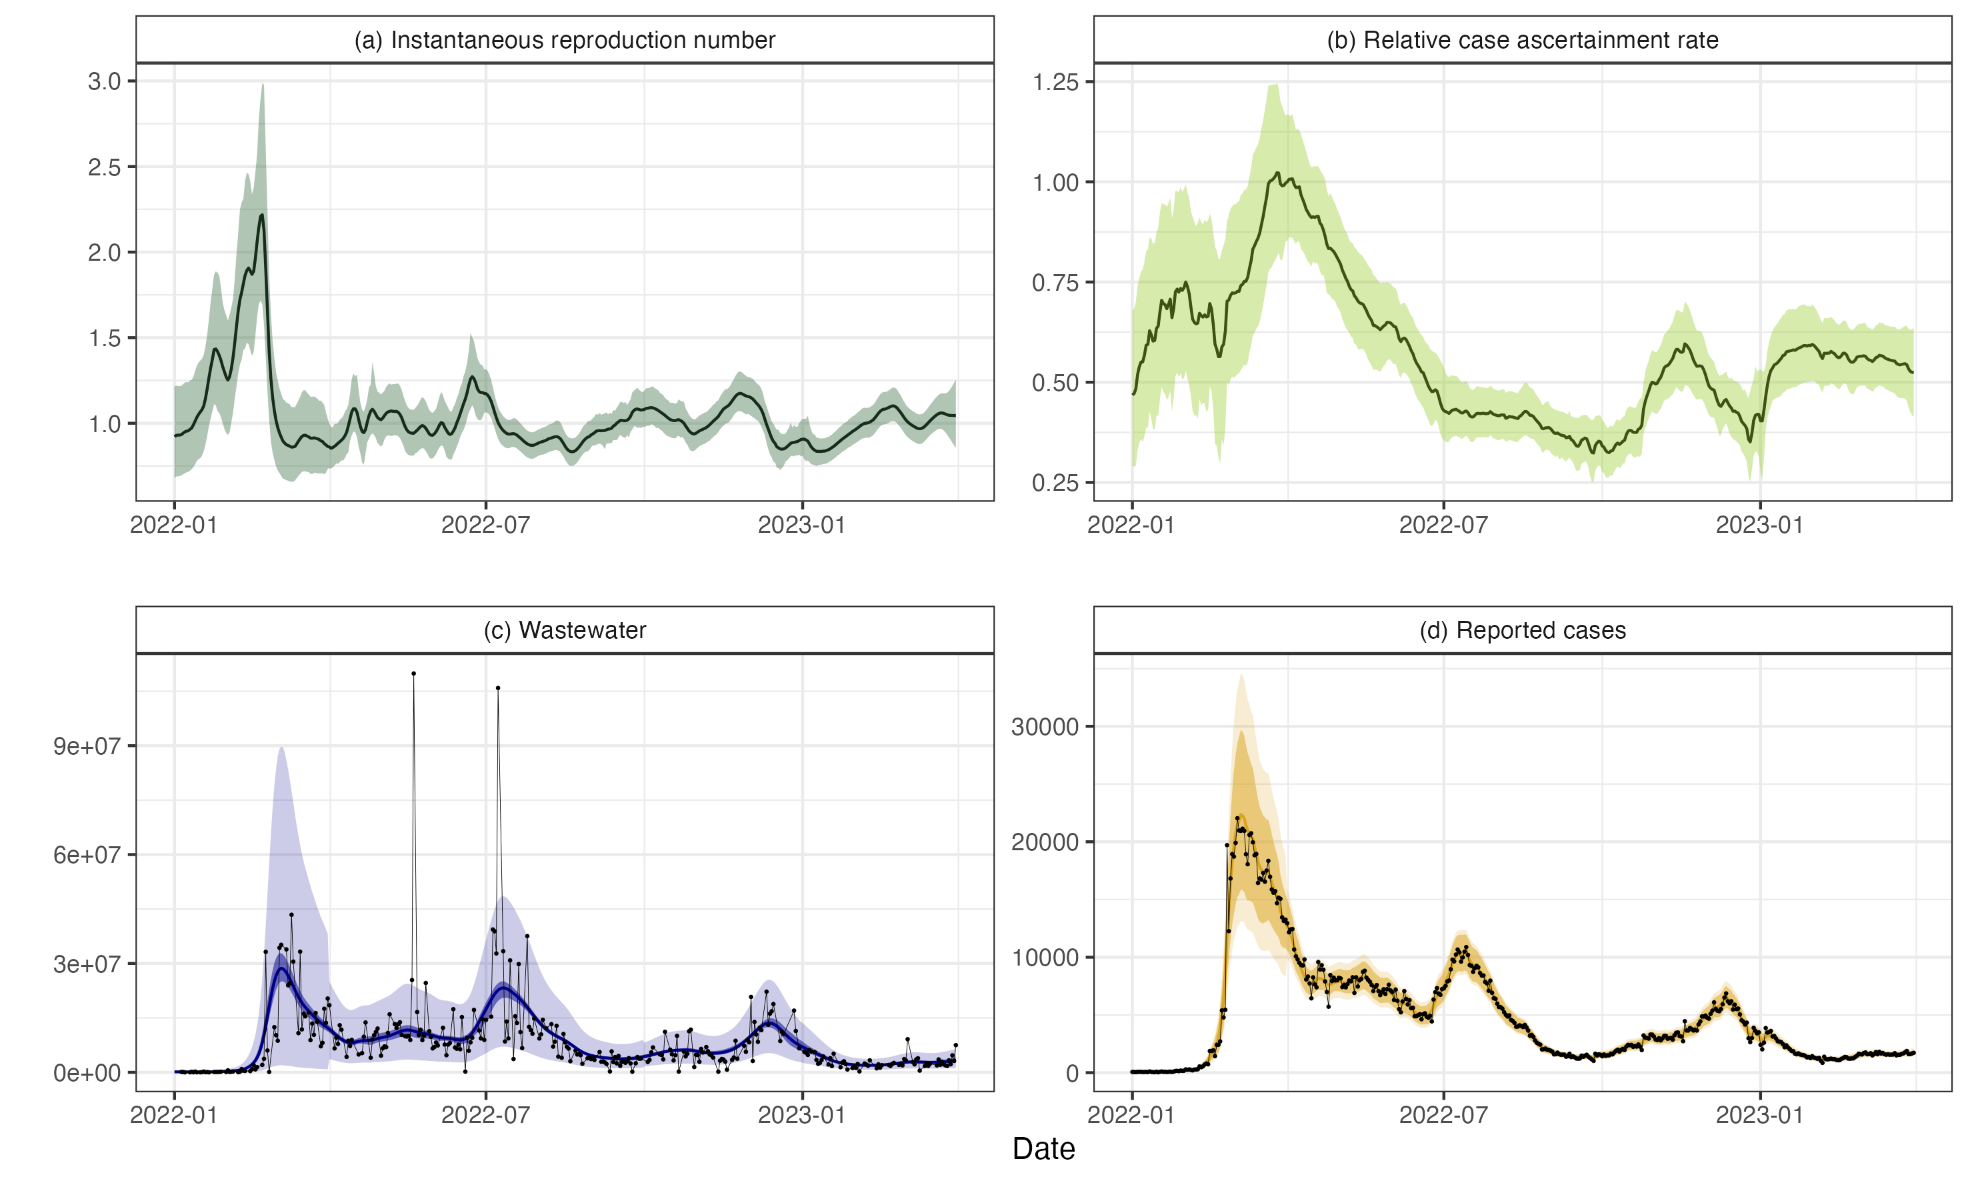 (a) Instantaneous reproduction number
3.0
2.5
2.0
1.5
1.0
2022-01 2022-07 2023-01
(b) Relative case ascertainment rate
1.25
1.00
0.75
0.50
0.25
2022-01 2022-07 2023-01
(c) Wastewater
9e+07
6e+07
3e+07
0e+00
2022-01 2022-07 2023-01
(d) Reported cases
30000
20000
10000
0
2022-01 2022-07 2023-01
Date